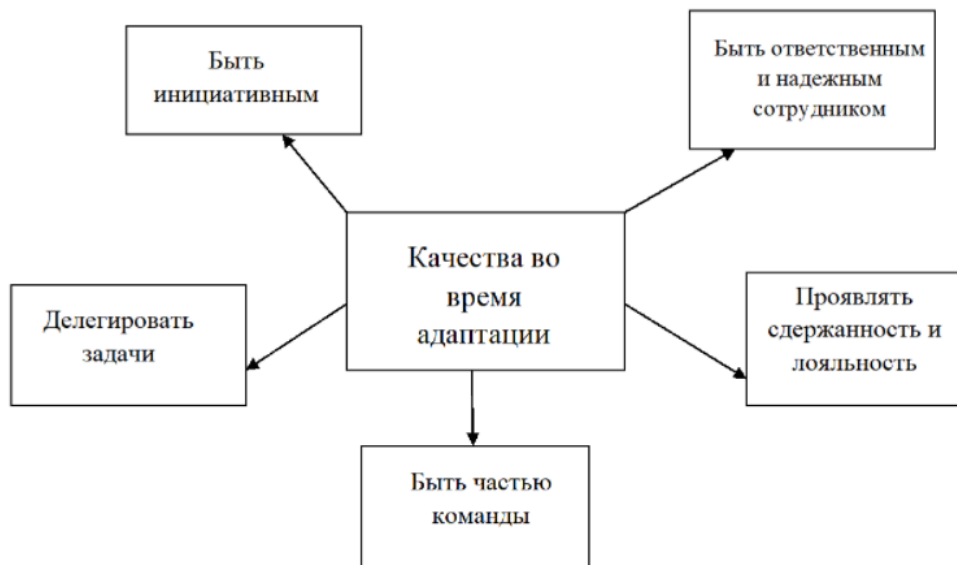 Быть
инициативным
Быть ответственным
и надежным
сотрудником
Качества во
время
адаптации
Делегировать
задачи
Проявлять
сдержанность и
лояльность
Быть частью
команды